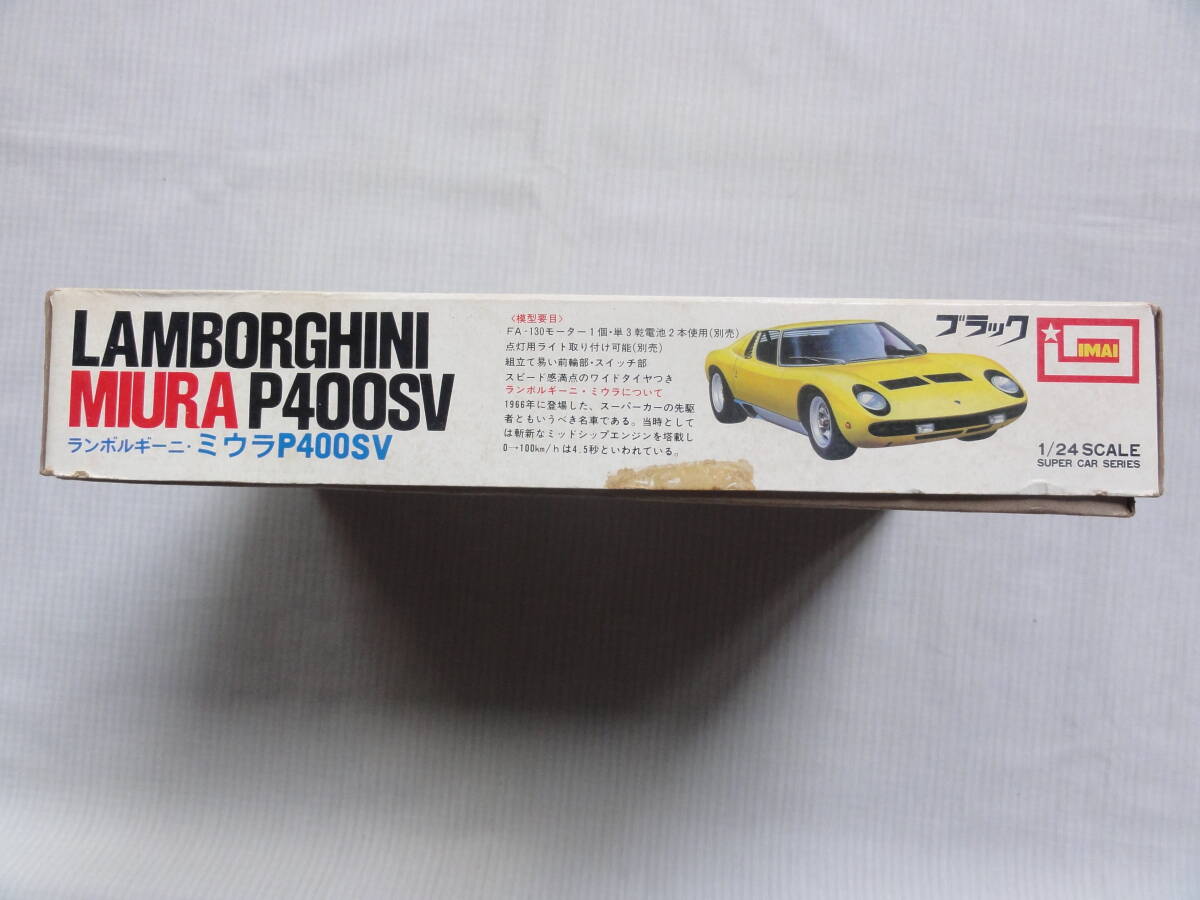 LAMBORGHINI
MIURA P400SV
ランボルギーニ・ミウラP400SV
〈模型要目〉
FA-130モーター1個・単3乾電池2本使用(別売)
点灯用ライト取り付け可能(別売)
組立て易い前輪部・スイッチ部
スピード感満点のワイドタイヤつき
ランボルギーニ・ミウラについて
1966年に登場した、スーパーカーの先駆
者ともいうべき名車である。当時として
は斬新なミッドシップエンジンを塔載し
0→100km/hは4.5秒といわれている。
ブラック
IMAI
1/24 SCALE
SUPER CAR SERIES